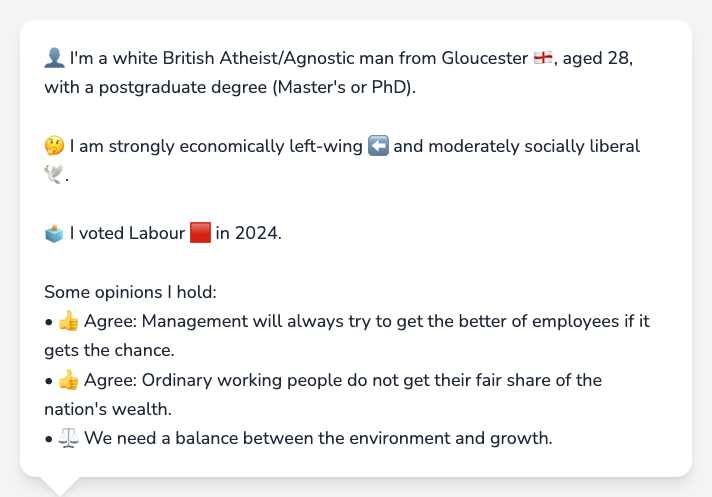 👤 I'm a white British Atheist/Agnostic man from Gloucester 🏴󠁧󠁢󠁥󠁮󠁧󠁿, aged 28,
with a postgraduate degree (Master's or PhD).
🤔 I am strongly economically left-wing ⬅️ and moderately socially liberal
🕊️.
🗳️ I voted Labour 🟥 in 2024.
Some opinions I hold:
• 👍 Agree: Management will always try to get the better of employees if it
gets the chance.
• 👍 Agree: Ordinary working people do not get their fair share of the
nation's wealth.
• ⚖️ We need a balance between the environment and growth.